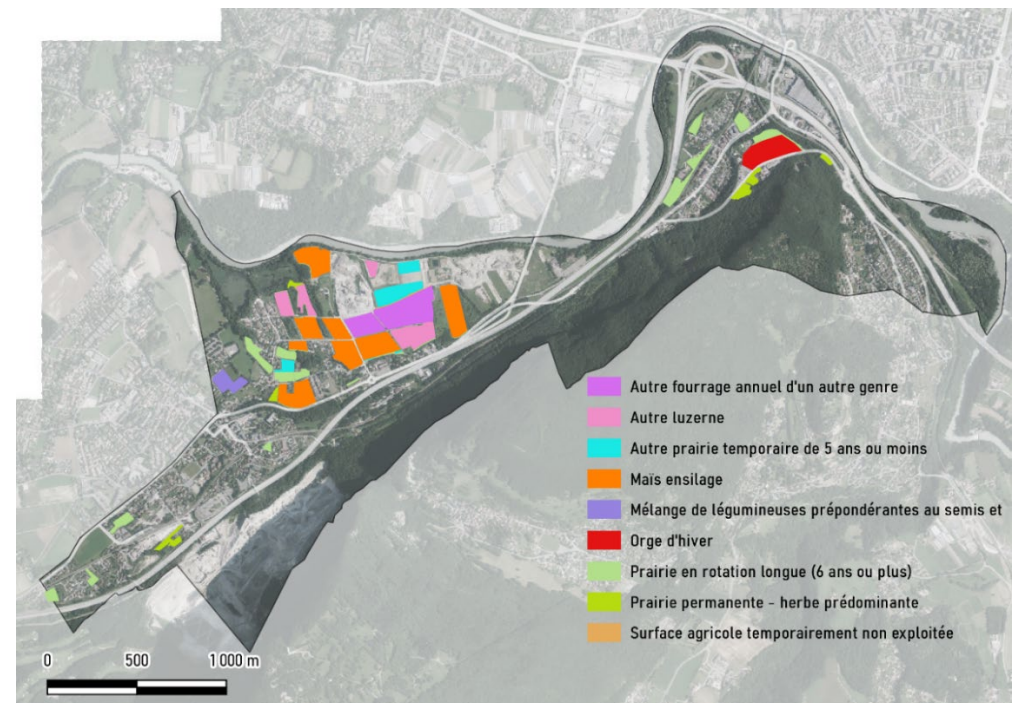 Autre fourrage annuel d'un autre genre
Autre luzerne
Autre prairie temporaire de 5 ans ou moins
Maïs ensilage
Mélange de légumineuses prépondérantes au semis et
Orge d'hiver
Prairie en rotation longue (6 ans ou plus)
Prairie permanente - herbe prédominante
Surface agricole temporairement non exploitée
0 500 1 000 m